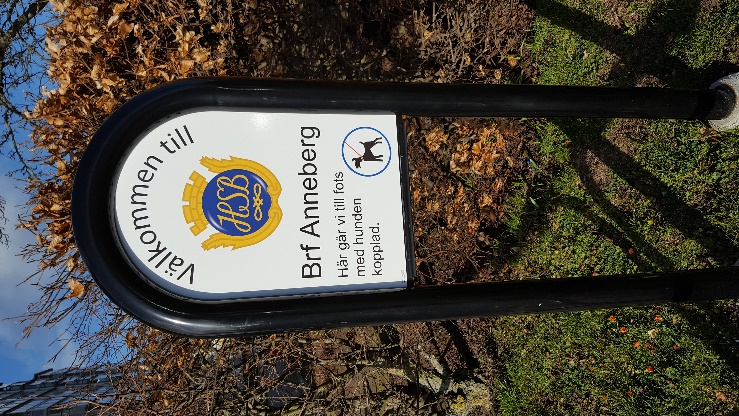 Välkommen till
HSB
Brf Anneberg
Här går vi till fots
med hunden
kopplad.